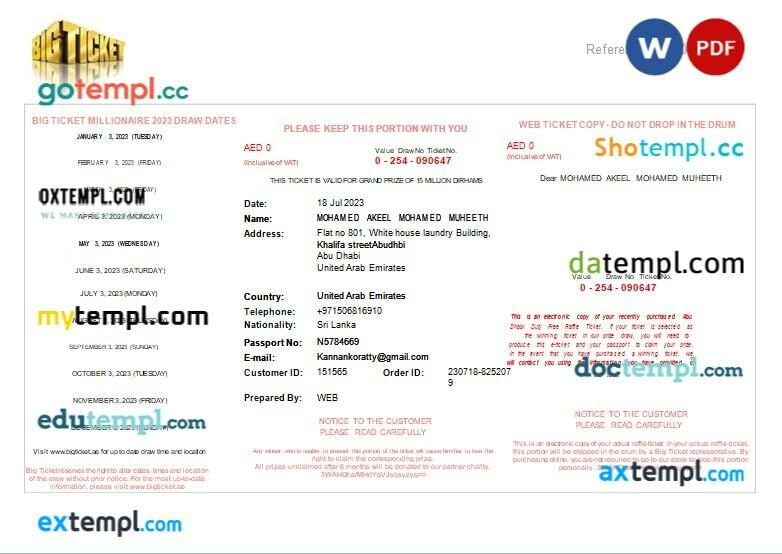 BIG TICKET
gotempl.cc
Refere
W
PDF
BIG TICKET MILLIONAIRE 2023 DRAW DATES
JANUARY 3, 2023 (TUESDAY)
FEBRUARY 3, 2023 (FRIDAY)
3, 2023 (FRIDAY)
OXTEMPL.COM
APRIL 3, 2023 (MONDAY)
MAY 3, 2023 (WEDNESDAY)
JUNE 3, 2023 (SATURDAY)
JULY 3, 2023 (MONDAY)
mytempl.com
SEPTEMBER 3, 2023 (SUNDAY)
OCTOBER 3, 2023 (TUESDAY)
NOVEMBER 3, 2023 (FRIDAY)
edutempl.com
Visit www.bigticket.ae for up to date draw time and location
Big Ticket reserves the right to alter dates, times and location
of the draw without prior notice. For the most up-to-date
information, please visit www.bigticket.ae
extempl.com
PLEASE KEEP THIS PORTION WITH YOU
AED 0
(Inclusive of VAT)
Value Draw No Ticket No.
0 - 254 - 090647
THIS TICKET IS VALID FOR GRAND PRIZE OF 15 MILLION DIRHAMS
Date: 18 Jul 2023
Name: MOHAMED AKEEL MOHAMED MUHEETH
Address: Flat no 801, White house laundry Building,
Khalifa streetAbudhbi
Abu Dhabi
United Arab Emirates
Country: United Arab Emirates
Telephone: +971506816910
Nationality: Sri Lanka
Passport No: N5784669
E-mail: Kannankoratty@gmail.com
Customer ID: 151565 Order ID: 230718-825207
9
Prepared By: WEB
NOTICE TO THE CUSTOMER
PLEASE READ CAREFULLY
Any winner who is unable to present this portion of the ticket will cause him/her to lose the
right to claim the corresponding prize.
All prizes unclaimed after 6 months will be donated to our partner charity.
WEB TICKET COPY - DO NOT DROP IN THE DRUM
AED 0
(Inclusive of VAT)
Shotempl.cc
Dear MOHAMED AKEEL MOHAMED MUHEETH
datempl.com
Value Draw No Ticket No.
0 - 254 - 090647
This is an electronic copy of your recently purchased Abu
Dhabi Duty Free Raffle Ticket. If your ticket is selected as
the winning ticket in our prize draw, you will need to
produce this e-ticket and your passport to claim your prize.
In the event that you have purchased a winning ticket, we
will contact you using
doctempl.com
NOTICE TO THE CUSTOMER
PLEASE READ CAREFULLY
This is an electronic copy of your actual raffle ticket. In your actual raffle ticket,
this portion will be dropped in the drum by a Big Ticket representative. By
purchasing online, you are not required to go to our store to drop this portion
personally.
axtempl.com